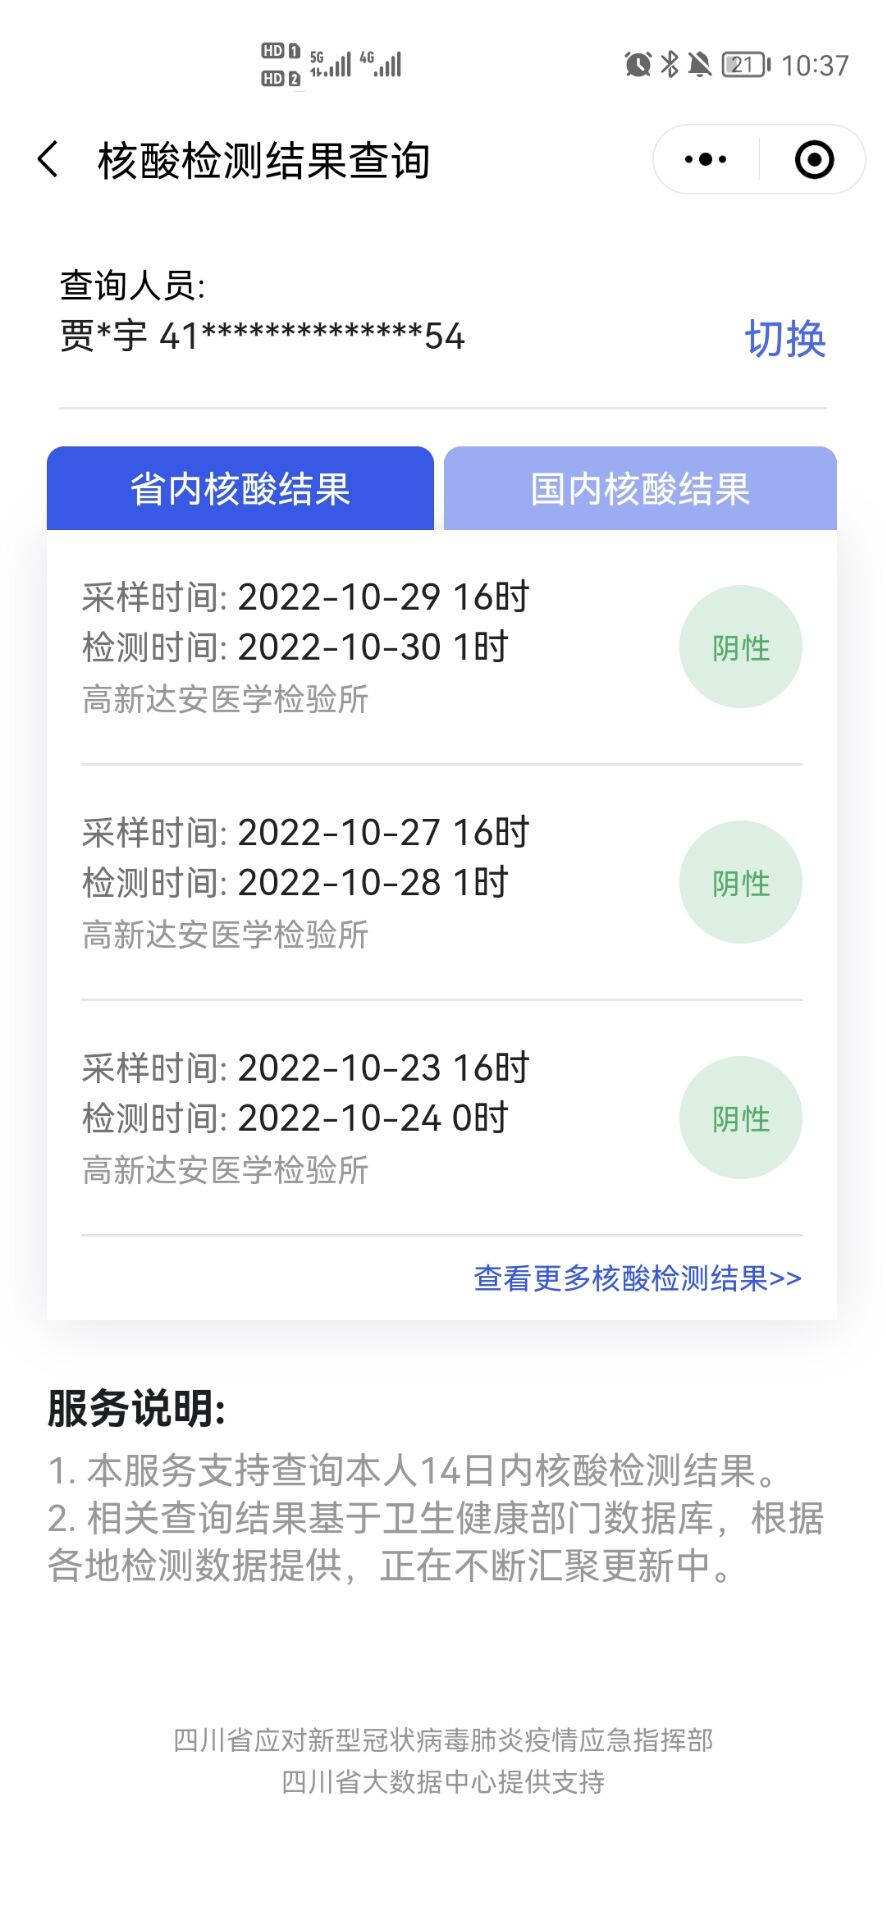 HD 1 5G 4G
HD 2
21 10:37
核酸检测结果查询
查询人员:
贾*宇 41**************54
切换
省内核酸结果
国内核酸结果
采样时间: 2022-10-29 16时
检测时间: 2022-10-30 1时
高新达安医学检验所
阴性
采样时间: 2022-10-27 16时
检测时间: 2022-10-28 1时
高新达安医学检验所
阴性
采样时间: 2022-10-23 16时
检测时间: 2022-10-24 0时
高新达安医学检验所
阴性
查看更多核酸检测结果>>
服务说明:
1. 本服务支持查询本人14日内核酸检测结果。
2. 相关查询结果基于卫生健康部门数据库，根据
各地检测数据提供，正在不断汇聚更新中。
四川省应对新型冠状病毒肺炎疫情应急指挥部
四川省大数据中心提供支持